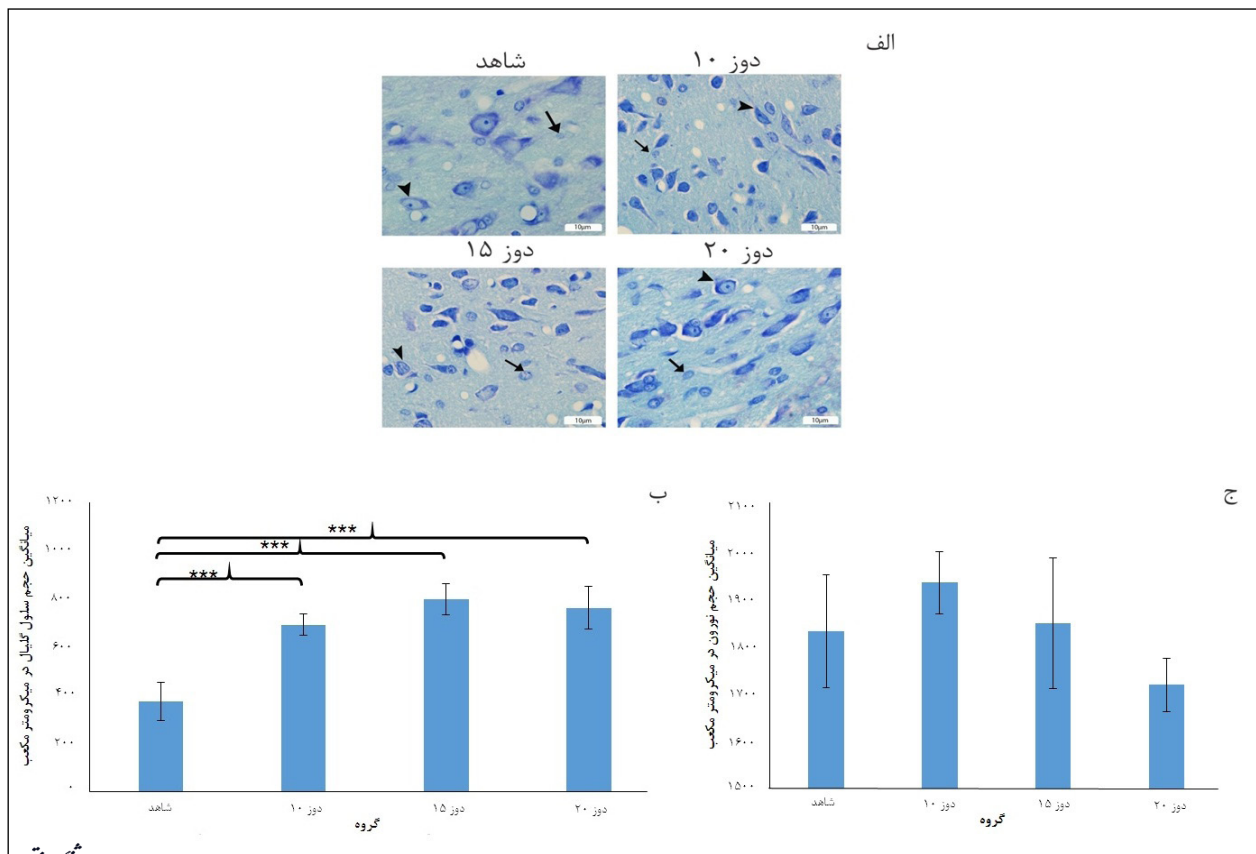 الف
شاهد
دوز ۱۰
10µm
10µm
دوز ۱۵
دوز ۲۰
10µm
10µm
ب
میانگین حجم سلول گلیال در میکرومتر مکعب
۱۲۰۰
۱۰۰۰
۸۰۰
۶۰۰
۴۰۰
۲۰۰
۰
***
***
***
شاهد
دوز ۱۰
دوز ۱۵
دوز ۲۰
گروه
ج
میانگین حجم نورون در میکرومتر مکعب
۲۱۰۰
۲۰۰۰
۱۹۰۰
۱۸۰۰
۱۷۰۰
۱۶۰۰
۱۵۰۰
شاهد
دوز ۱۰
دوز ۱۵
دوز ۲۰
گروه